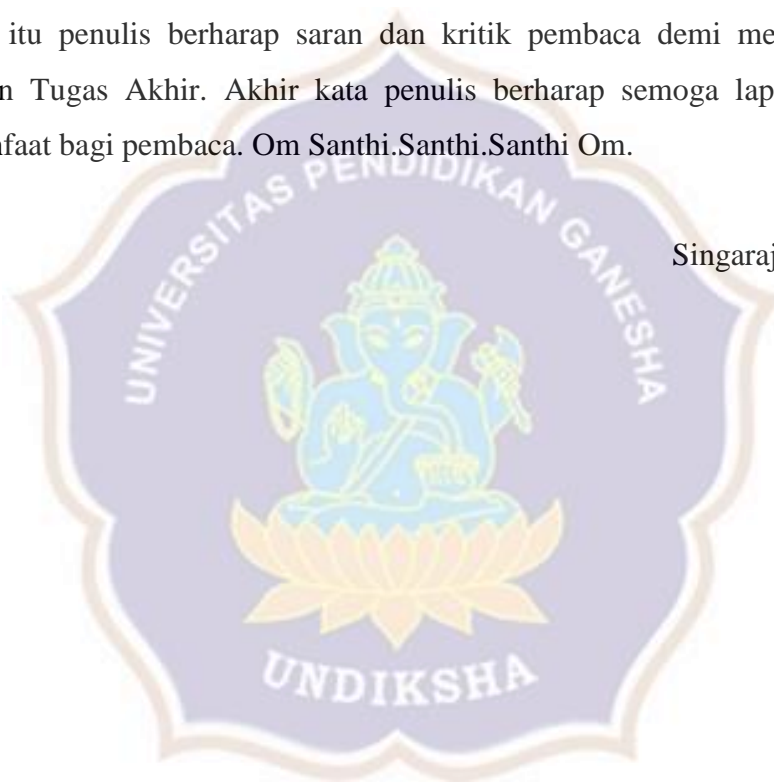 itu penulis berharap saran dan kritik pembaca demi me
n Tugas Akhir. Akhir kata penulis berharap semoga lap
nfaat bagi pembaca. Om Santhi.Santhi.Santhi Om.
Singaraj
UNIVERSITAS PENDIDIKAN GANESHA
UNDIKSHA